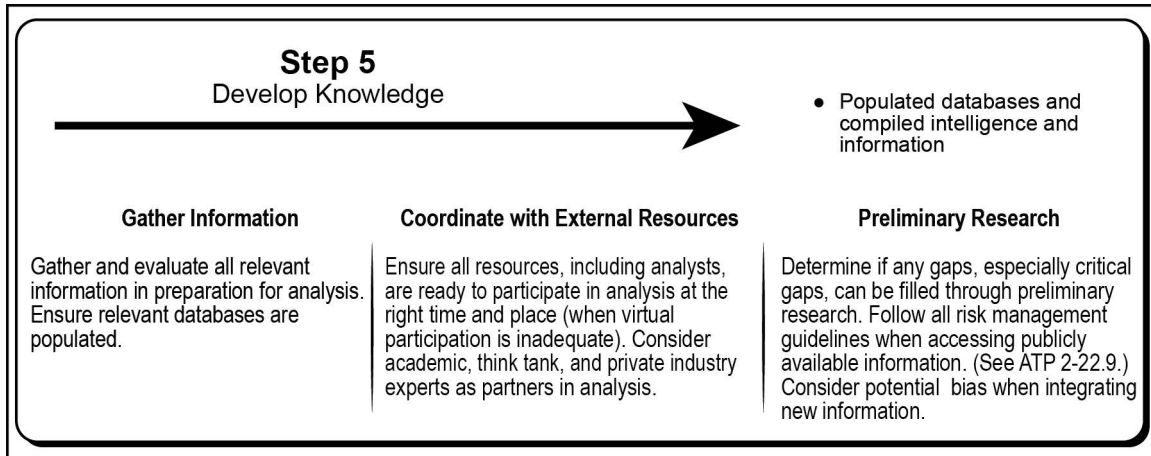 Step 5
Develop Knowledge
● Populated databases and
compiled intelligence and
information
Gather Information
Gather and evaluate all relevant
information in preparation for analysis.
Ensure relevant databases are
populated.
Coordinate with External Resources
Ensure all resources, including analysts,
are ready to participate in analysis at the
right time and place (when virtual
participation is inadequate). Consider
academic, think tank, and private industry
experts as partners in analysis.
Preliminary Research
Determine if any gaps, especially critical
gaps, can be filled through preliminary
research. Follow all risk management
guidelines when accessing publicly
available information. (See ATP 2-22.9.)
Consider potential bias when integrating
new information.